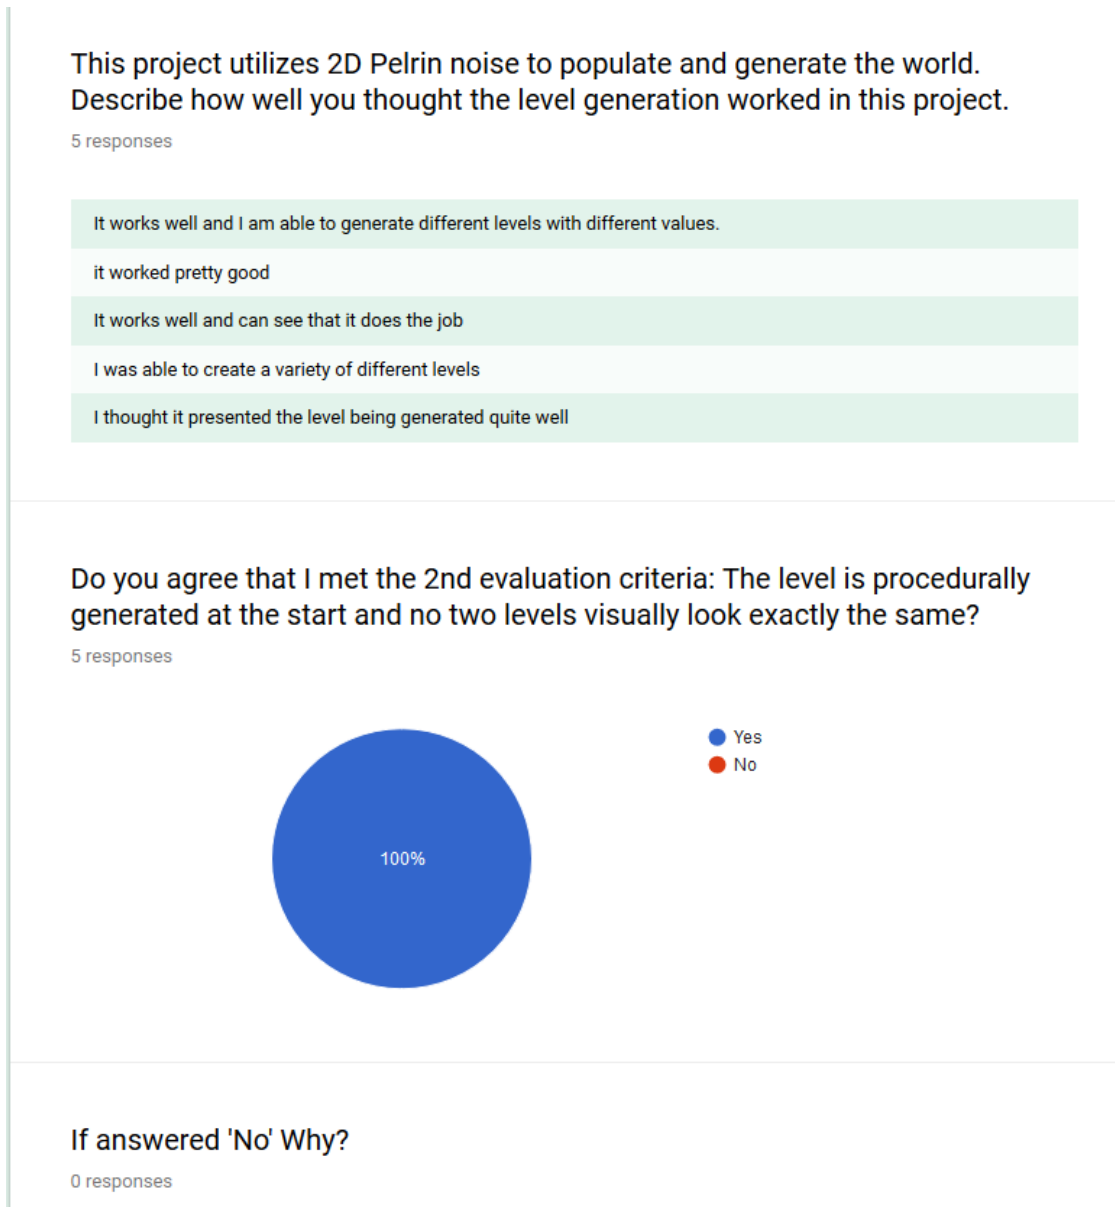 This project utilizes 2D Pelrin noise to populate and generate the world.
Describe how well you thought the level generation worked in this project.
5 responses
It works well and I am able to generate different levels with different values.
it worked pretty good
It works well and can see that it does the job
I was able to create a variety of different levels
I thought it presented the level being generated quite well
Do you agree that I met the 2nd evaluation criteria: The level is procedurally
generated at the start and no two levels visually look exactly the same?
5 responses
Yes
No
100%
If answered 'No' Why?
0 responses